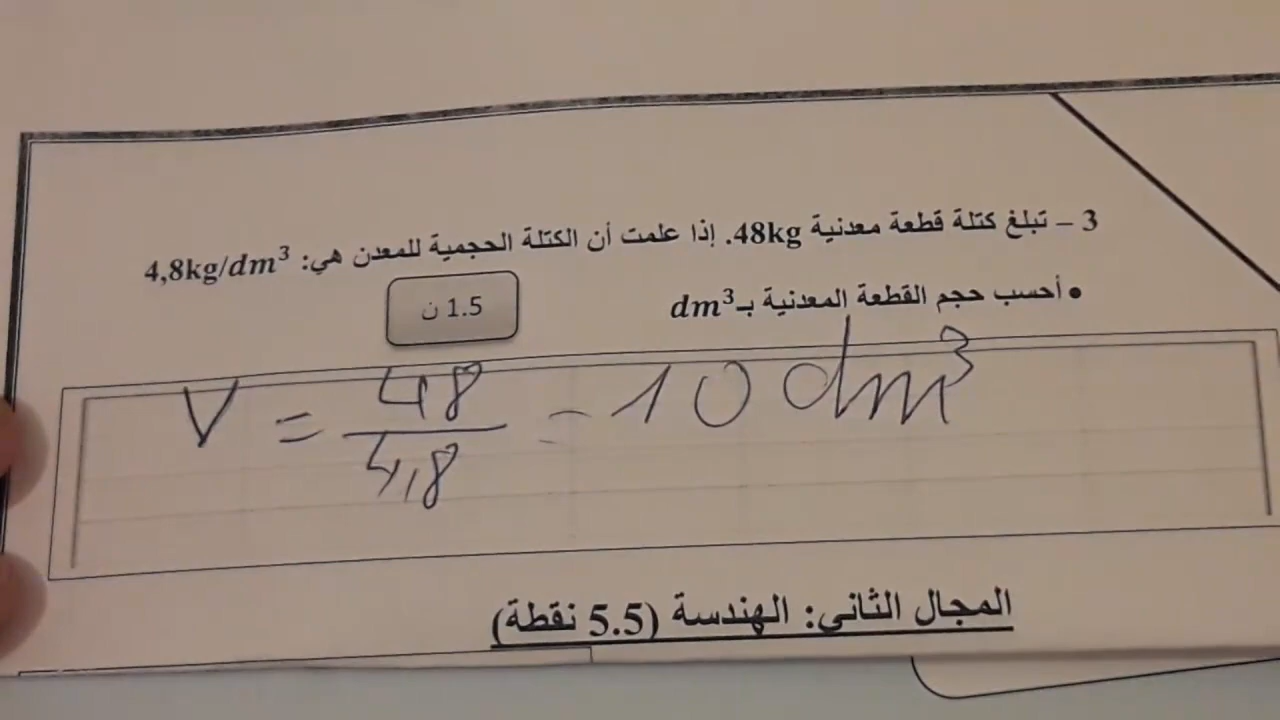 3 – تبلغ كتلة قطعة معدنية 48kg. إذا علمت أن الكتلة الحجمية للمعدن هي: 4,8kg/dm³
• أحسب حجم القطعة المعدنية بـ dm³
1.5 ن
V = 48/4,8 = 10 dm³
المجال الثاني: الهندسة (5.5 نقطة)